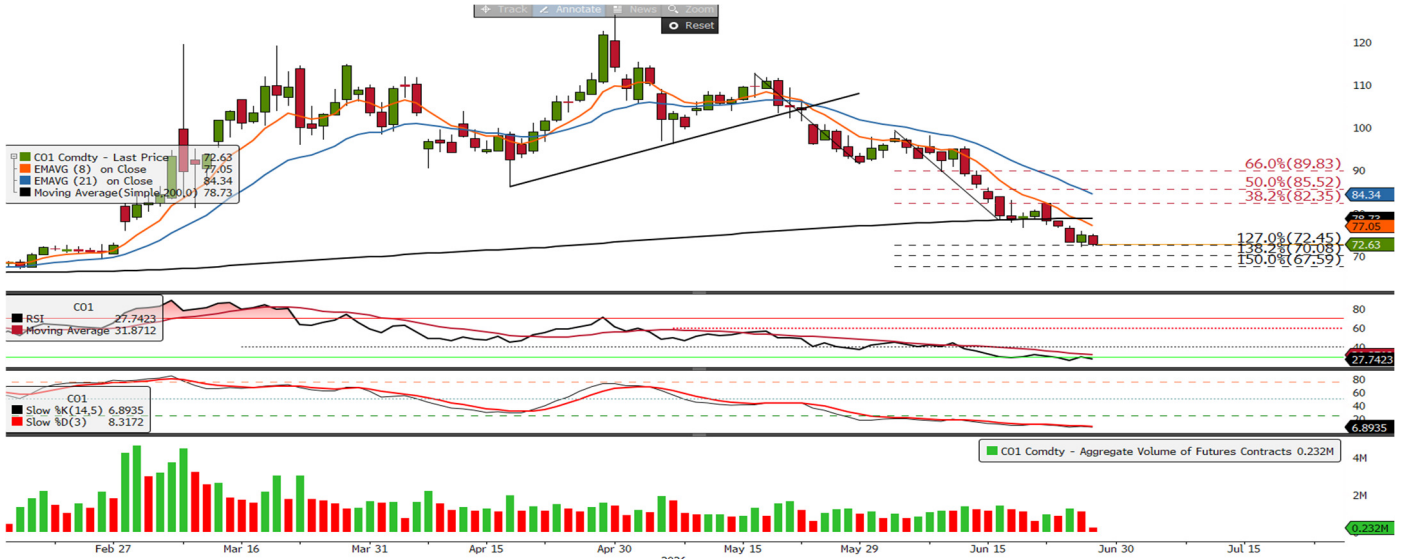 Track Annotate News Zoom
Reset
120
110
100
90
70
CO1 Comdty - Last Price 72.63
EMAVG (8) on Close 77.05
EMAVG (21) on Close 84.34
Moving Average(Simple,200,0) 78.73
66.0%(89.83)
50.0%(85.52)
38.2%(82.35)
127.0%(72.45)
138.2%(70.08)
150.0%(67.59)
84.34
78.73
77.05
72.63
CO1
RSI 27.7423
Moving Average 31.8712
80
60
40
27.7423
CO1
Slow %K(14,5) 6.8935
Slow %D(3) 8.3172
80
60
40
20
6.8935
CO1 Comdty - Aggregate Volume of Futures Contracts 0.232M
4M
2M
0.232M
Feb 27 Mar 16 Mar 31 Apr 15 Apr 30 May 15 May 29 Jun 15 Jun 30 Jul 15